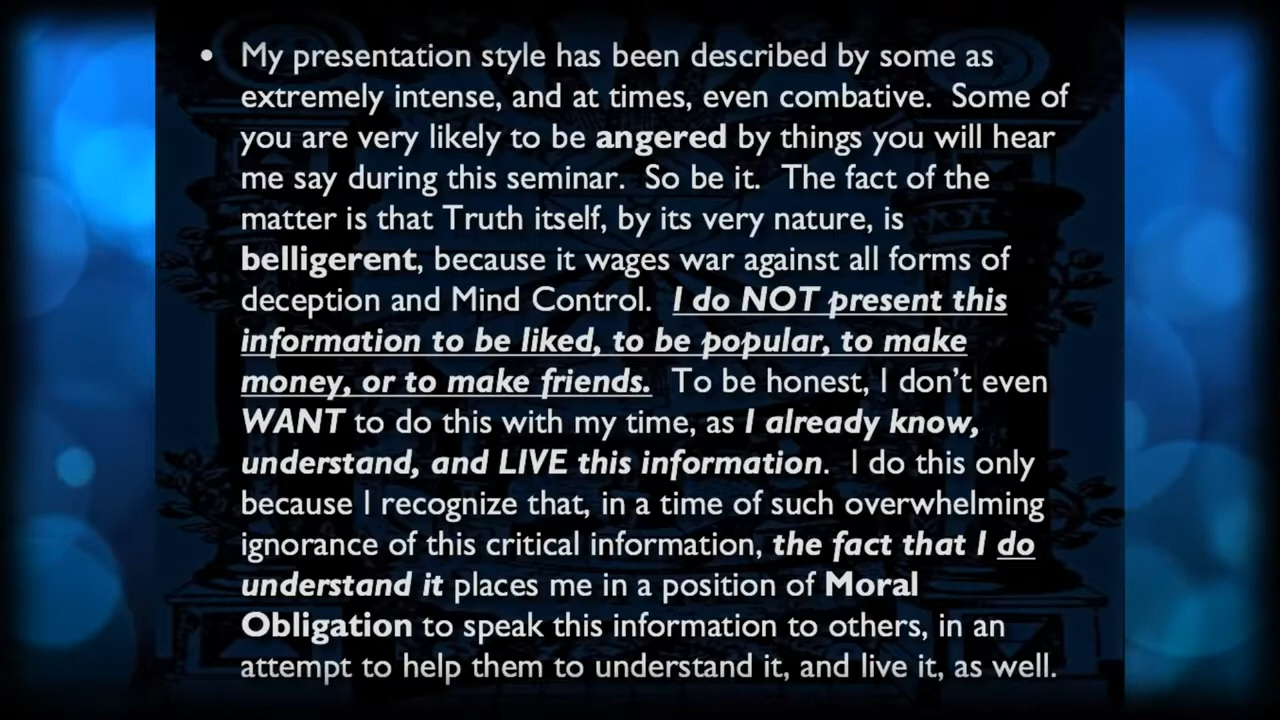 • My presentation style has been described by some as
extremely intense, and at times, even combative.  Some of
you are very likely to be angered by things you will hear
me say during this seminar.  So be it.  The fact of the
matter is that Truth itself, by its very nature, is
belligerent, because it wages war against all forms of
deception and Mind Control.  I do NOT present this
information to be liked, to be popular, to make
money, or to make friends.  To be honest, I don’t even
WANT to do this with my time, as I already know,
understand, and LIVE this information.  I do this only
because I recognize that, in a time of such overwhelming
ignorance of this critical information, the fact that I do
understand it places me in a position of Moral
Obligation to speak this information to others, in an
attempt to help them to understand it, and live it, as well.